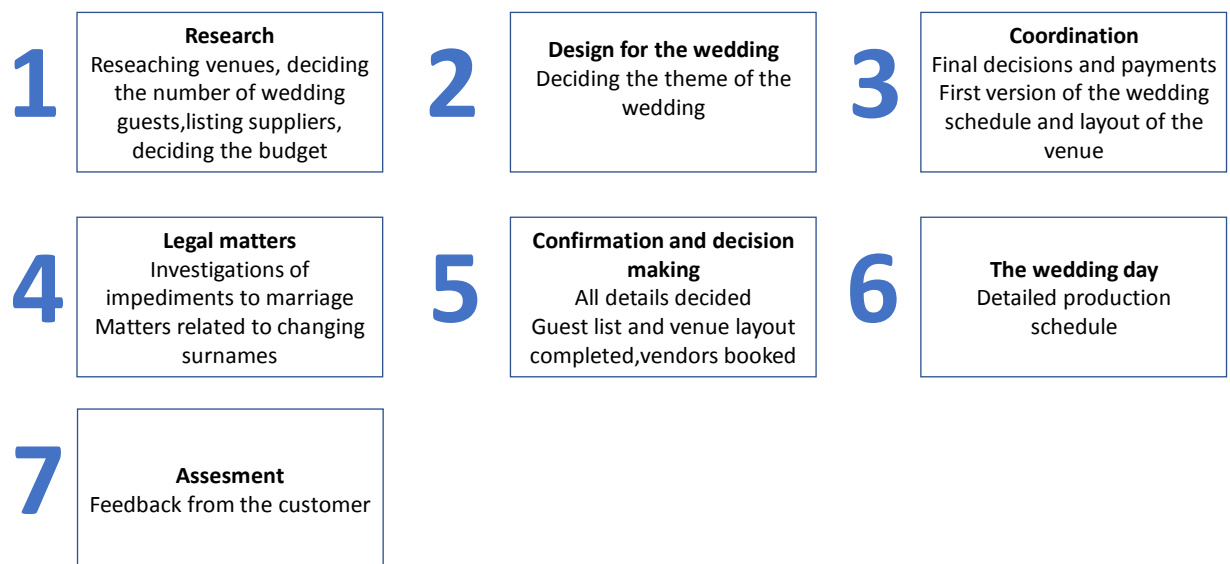 1
Research
Reseaching venues, deciding
the number of wedding
guests,listing suppliers,
deciding the budget
2
Design for the wedding
Deciding the theme of the
wedding
3
Coordination
Final decisions and payments
First version of the wedding
schedule and layout of the
venue
4
Legal matters
Investigations of
impediments to marriage
Matters related to changing
surnames
5
Confirmation and decision
making
All details decided
Guest list and venue layout
completed,vendors booked
6
The wedding day
Detailed production
schedule
7
Assesment
Feedback from the customer